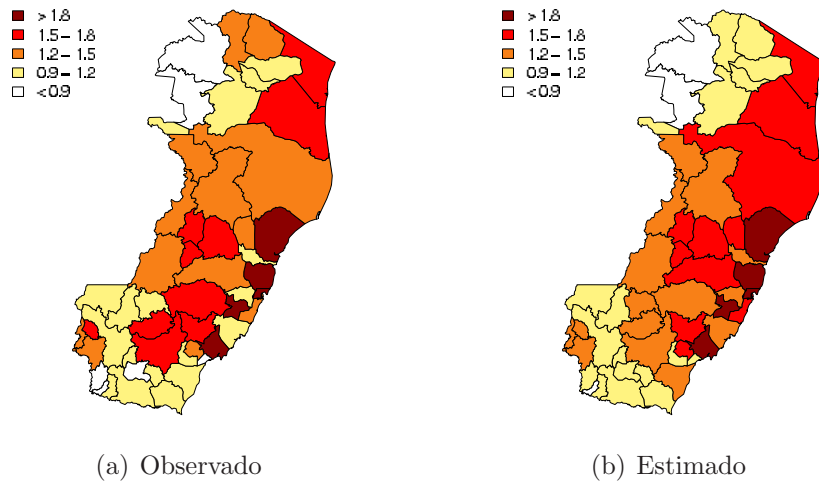 > 1.8
1.5 – 1.8
1.2 – 1.5
0.9 – 1.2
< 0.9
> 1.8
1.5 – 1.8
1.2 – 1.5
0.9 – 1.2
< 0.9
(a) Observado
(b) Estimado